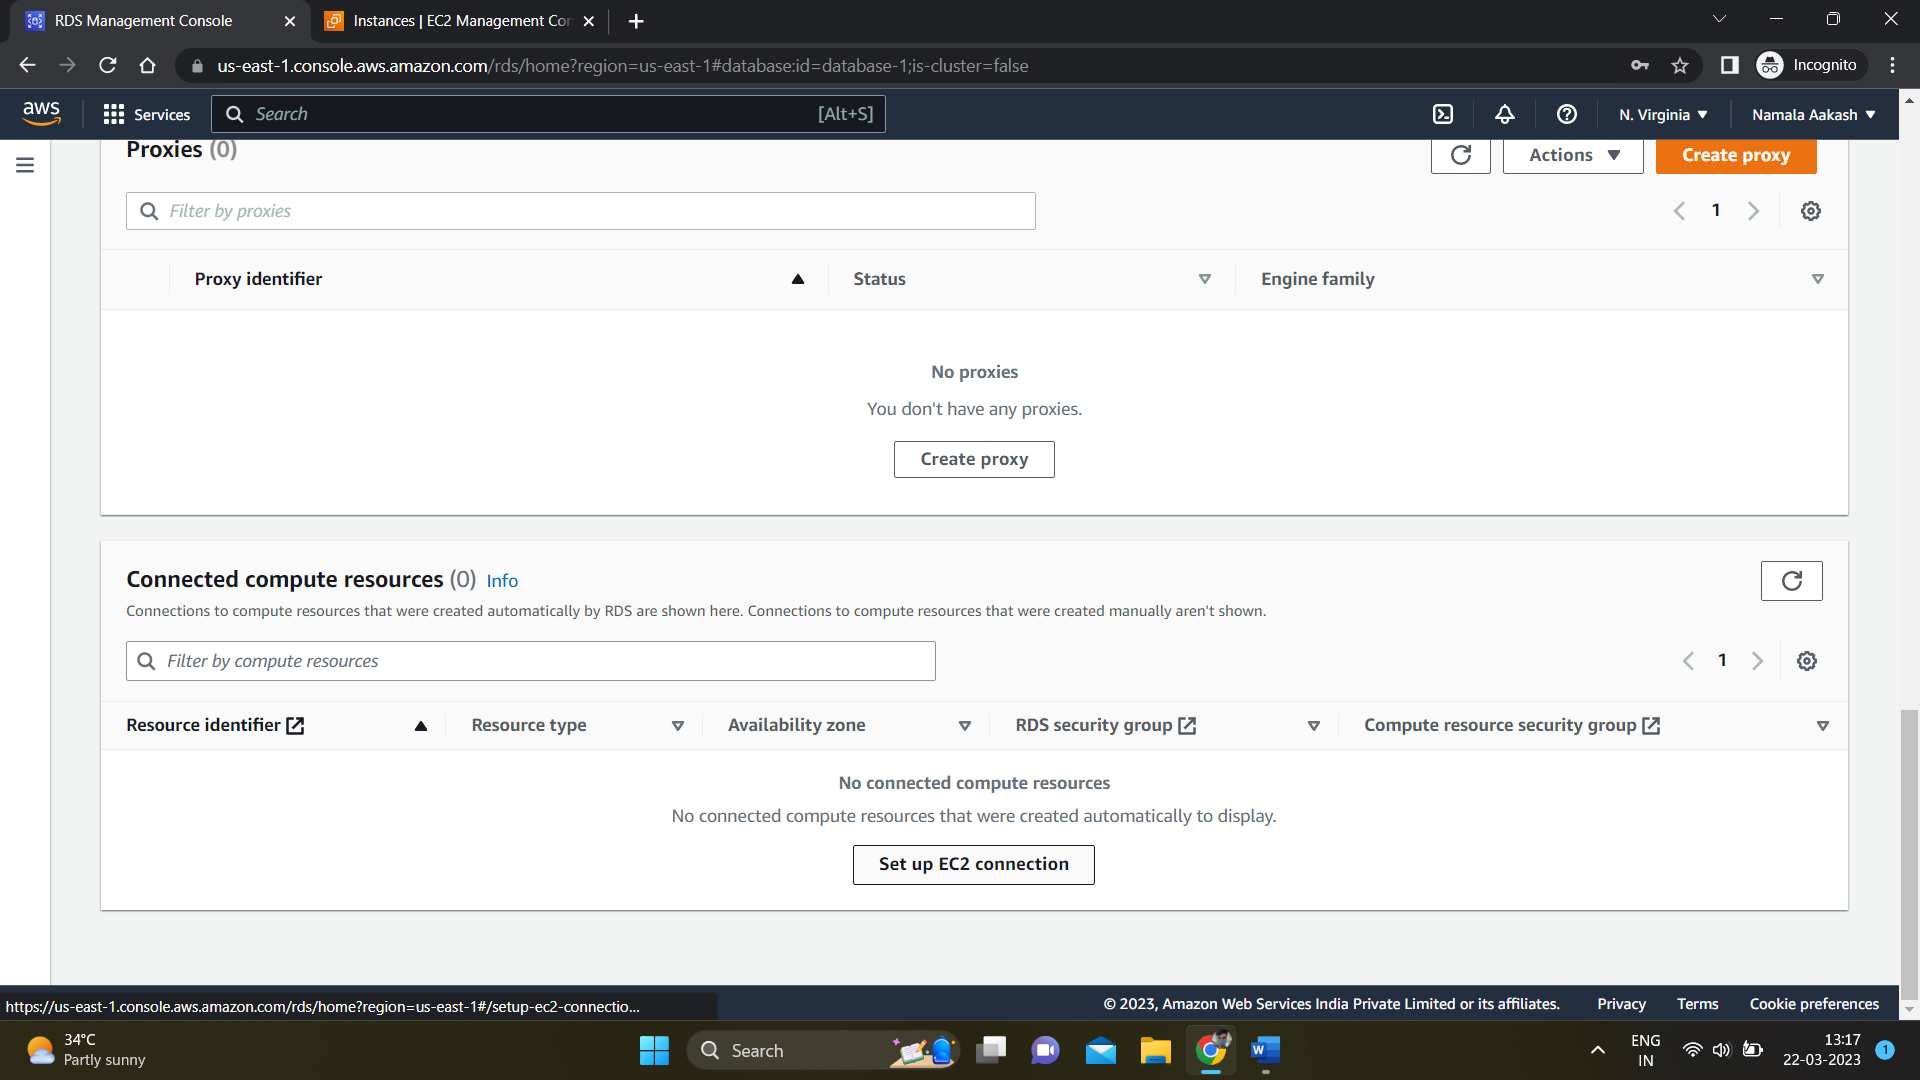 RDS Management Console
Instances | EC2 Management Con
us-east-1.console.aws.amazon.com/rds/home?region=us-east-1#database:id=database-1;is-cluster=false
Incognito
aws
Services
Search
[Alt+S]
N. Virginia
Namala Aakash
Proxies (0)
Actions
Create proxy
Filter by proxies
1
Proxy identifier
Status
Engine family
No proxies
You don't have any proxies.
Create proxy
Connected compute resources (0) Info
Connections to compute resources that were created automatically by RDS are shown here. Connections to compute resources that were created manually aren't shown.
Filter by compute resources
1
Resource identifier
Resource type
Availability zone
RDS security group
Compute resource security group
No connected compute resources
No connected compute resources that were created automatically to display.
Set up EC2 connection
https://us-east-1.console.aws.amazon.com/rds/home?region=us-east-1#/setup-ec2-connectio...
© 2023, Amazon Web Services India Private Limited or its affiliates.
Privacy
Terms
Cookie preferences
34°C
Partly sunny
Search
W
ENG
IN
13:17
22-03-2023
1